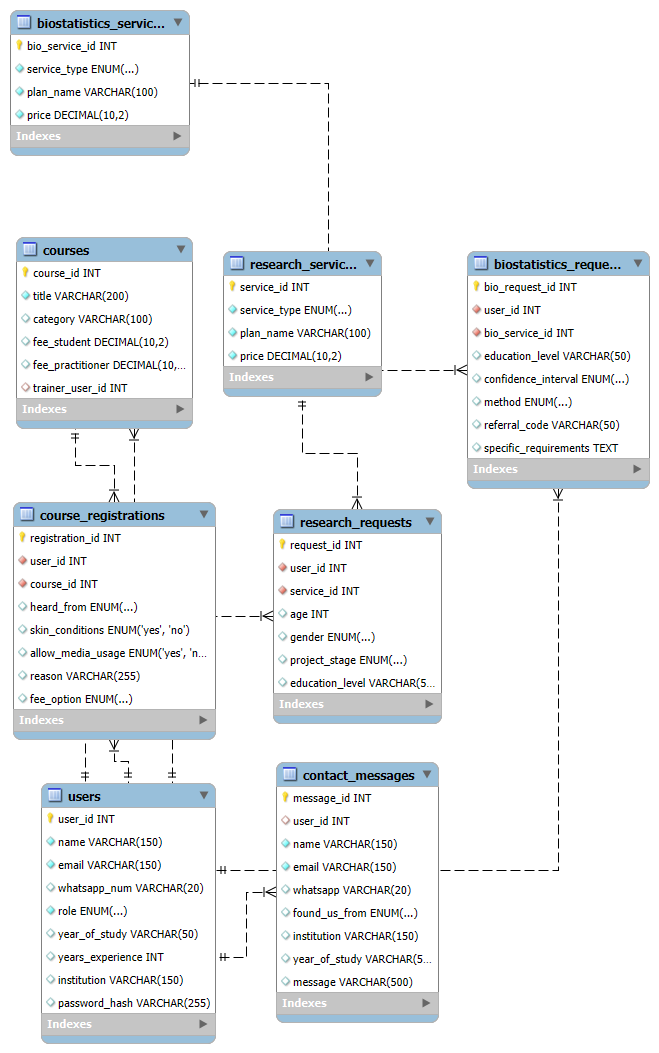 biostatistics_servic...
bio_service_id INT
service_type ENUM(...)
plan_name VARCHAR(100)
price DECIMAL(10,2)
Indexes
courses
course_id INT
title VARCHAR(200)
category VARCHAR(100)
fee_student DECIMAL(10,2)
fee_practitioner DECIMAL(10,...
trainer_user_id INT
Indexes
research_servic...
service_id INT
service_type ENUM(...)
plan_name VARCHAR(100)
price DECIMAL(10,2)
Indexes
biostatistics_reque...
bio_request_id INT
user_id INT
bio_service_id INT
education_level VARCHAR(50)
confidence_interval ENUM(...)
method ENUM(...)
referral_code VARCHAR(50)
specific_requirements TEXT
Indexes
course_registrations
registration_id INT
user_id INT
course_id INT
heard_from ENUM(...)
skin_conditions ENUM('yes', 'no')
allow_media_usage ENUM('yes', 'n...
reason VARCHAR(255)
fee_option ENUM(...)
Indexes
research_requests
request_id INT
user_id INT
service_id INT
age INT
gender ENUM(...)
project_stage ENUM(...)
education_level VARCHAR(5...
Indexes
users
user_id INT
name VARCHAR(150)
email VARCHAR(150)
whatsapp_num VARCHAR(20)
role ENUM(...)
year_of_study VARCHAR(50)
years_experience INT
institution VARCHAR(150)
password_hash VARCHAR(255)
Indexes
contact_messages
message_id INT
user_id INT
name VARCHAR(150)
email VARCHAR(150)
whatsapp VARCHAR(20)
found_us_from ENUM(...)
institution VARCHAR(150)
year_of_study VARCHAR(5...
message VARCHAR(500)
Indexes